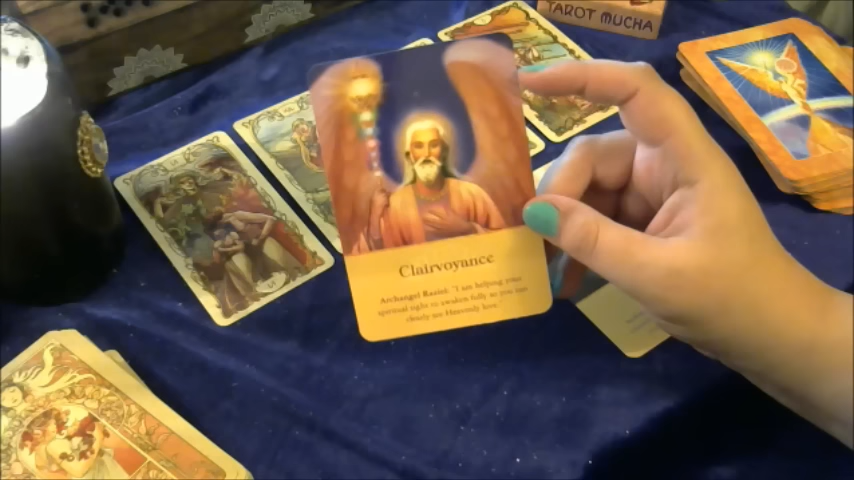 TAROT MUCHA
Clairvoyance
Archangel Raziel: "I am helping your
spiritual sight to awaken fully so you can
clearly see Heavenly love."